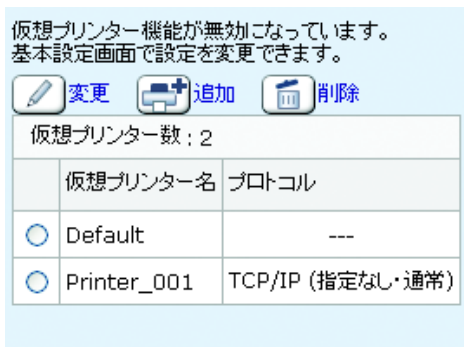 仮想プリンター機能が無効になっています。
基本設定画面で設定を変更できます。
変更 追加 削除
仮想プリンター数 : 2
仮想プリンター名 プロトコル
Default ---
Printer_001 TCP/IP (指定なし・通常)